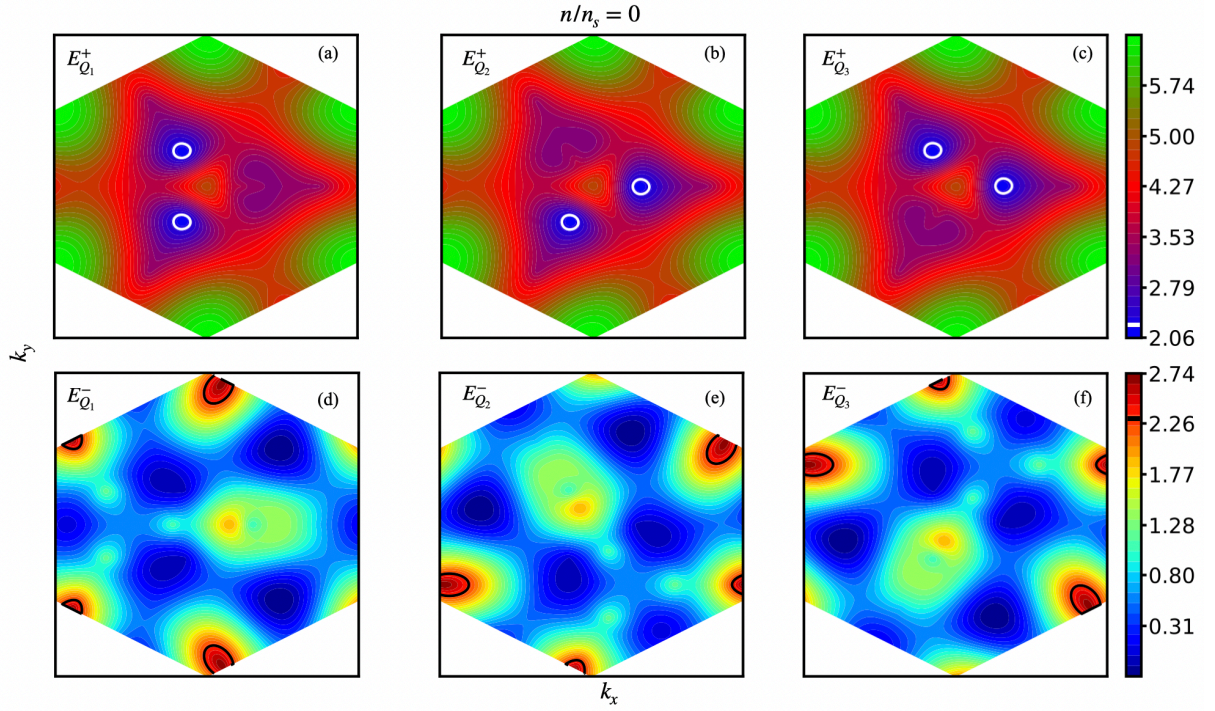 n/n_s = 0
E^+_{Q_1} (a)
E^+_{Q_2} (b)
E^+_{Q_3} (c)
5.74
5.00
4.27
3.53
2.79
2.06
k_y
E^-_{Q_1} (d)
E^-_{Q_2} (e)
E^-_{Q_3} (f)
2.74
2.26
1.77
1.28
0.80
0.31
k_x